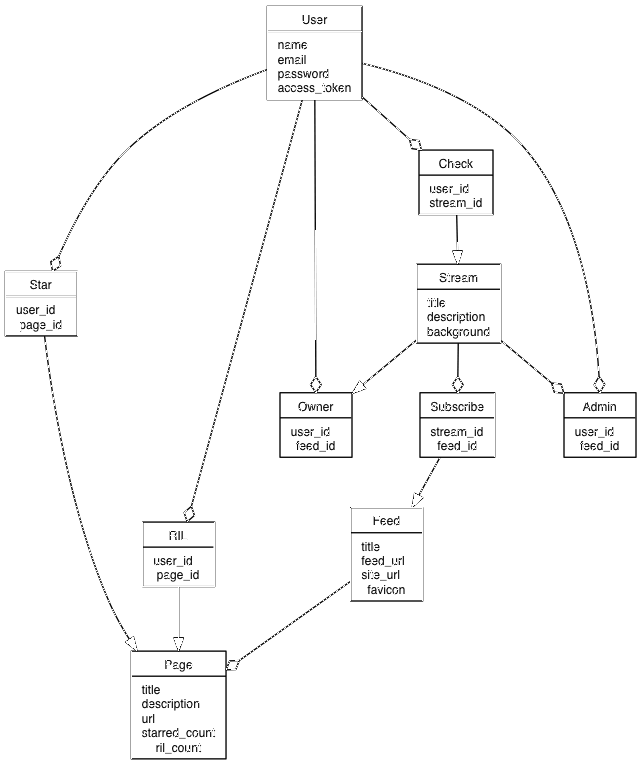 User
name
email
password
access_token
Check
user_id
stream_id
Star
user_id
page_id
Stream
title
description
background
Owner
user_id
feed_id
Subscribe
stream_id
feed_id
Admin
user_id
feed_id
Feed
title
feed_url
site_url
favicon
RIL
user_id
page_id
Page
title
description
url
starred_count
ril_count